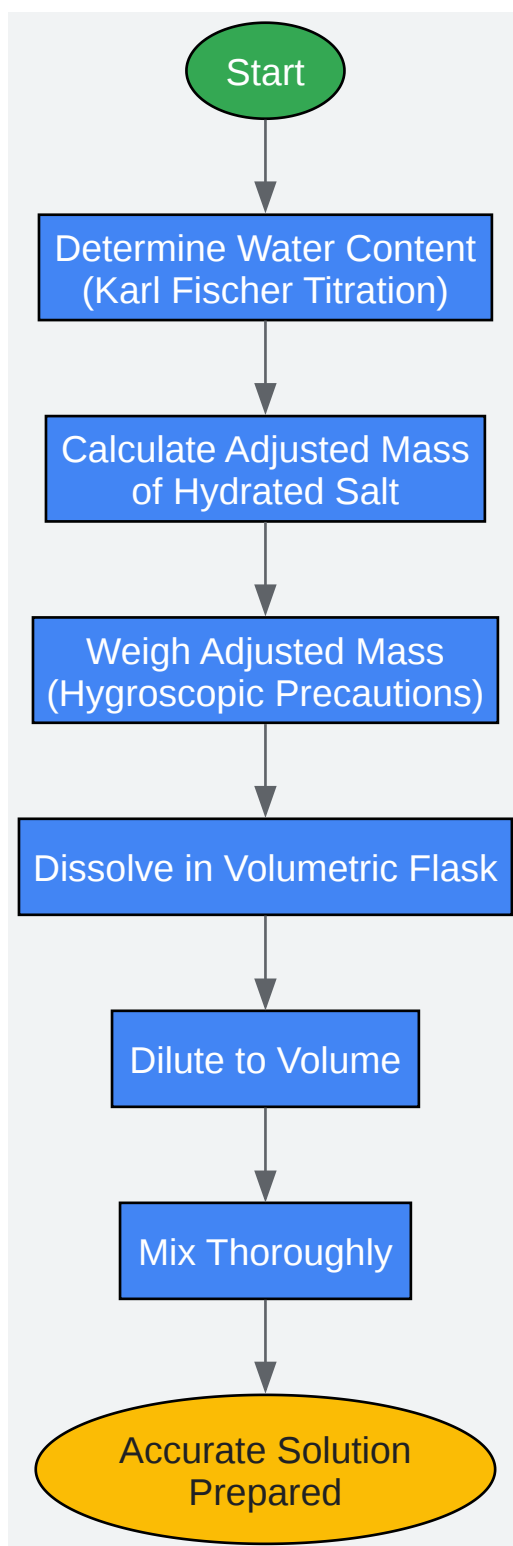 Start
Determine Water Content
(Karl Fischer Titration)
Calculate Adjusted Mass
of Hydrated Salt
Weigh Adjusted Mass
(Hygroscopic Precautions)
Dissolve in Volumetric Flask
Dilute to Volume
Mix Thoroughly
Accurate Solution
Prepared